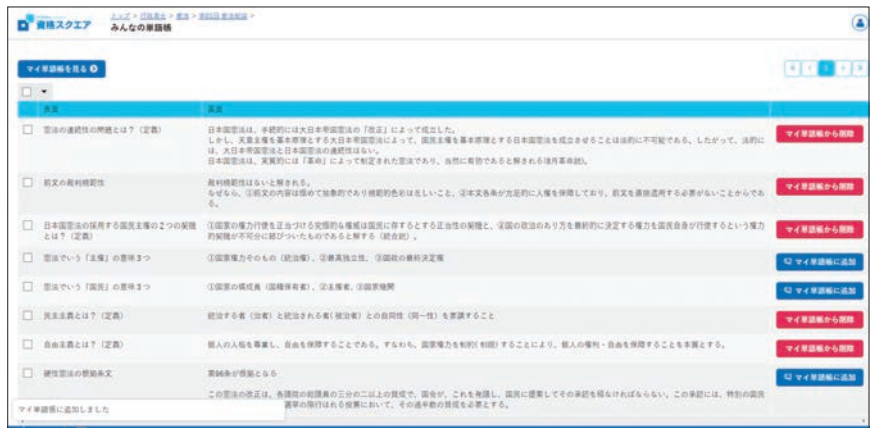 資格スクエア
トップ > 行政書士 > 憲法 > 第01回 憲法総論 >
みんなの単語帳
マイ単語帳を見る
表面 裏面
憲法の連続性の問題とは？（定義）
日本国憲法は、手続的には大日本帝国憲法の「改正」によって成立した。
しかし、天皇主権を基本原理とする大日本帝国憲法によって、国民主権を基本原理とする日本国憲法を成立させることは法的に不可能である。したがって、法的に
は、大日本帝国憲法と日本国憲法の連続性はない。
日本国憲法は、実質的には「革命」によって制定された憲法であり、当然に有効であると解される(8月革命説)。
マイ単語帳から削除
前文の裁判規範性
裁判規範性はないと解される。
なぜなら、①前文の内容は極めて抽象的であり規範的色彩は乏しいこと、②本文各条が充足的に人権を保障しており、前文を直接適用する必要がないことからであ
る。
マイ単語帳から削除
日本国憲法の採用する国民主権の２つの契機
とは？（定義）
①国家の権力行使を正当づける究極的な権威は国民に存するとする正当性の契機と、②国の政治のあり方を最終的に決定する権力を国民自身が行使するという権力
的契機が不可分に結びついたものであると解する（統合説）。
マイ単語帳から削除
憲法でいう「主権」の意味３つ
①国家権力そのもの（統治権）、②最高独立性、③国政の最終決定権
マイ単語帳に追加
憲法でいう「国民」の意味３つ
①国家の構成員（国籍保有者）、②主権者、③国家機関
マイ単語帳に追加
民主主義とは？（定義）
統治する者（治者）と統治される者(被治者）との自同性（同一性）を要請すること
マイ単語帳から削除
自由主義とは？（定義）
個人の人格を尊重し、自由を保障することである。すなわち、国家権力を制約(制限)することにより、個人の権利・自由を保障することを本質とする。
マイ単語帳から削除
硬性憲法の根拠条文
第96条が根拠となる
マイ単語帳に追加
この憲法の改正は、各議院の総議員の三分の二以上の賛成で、国会が、これを発議し、国民に提案してその承認を経なければならない。この承認には、特別の国民
選挙の際行はれる投票において、その過半数の賛成を必要とする。
マイ単語帳に追加しました